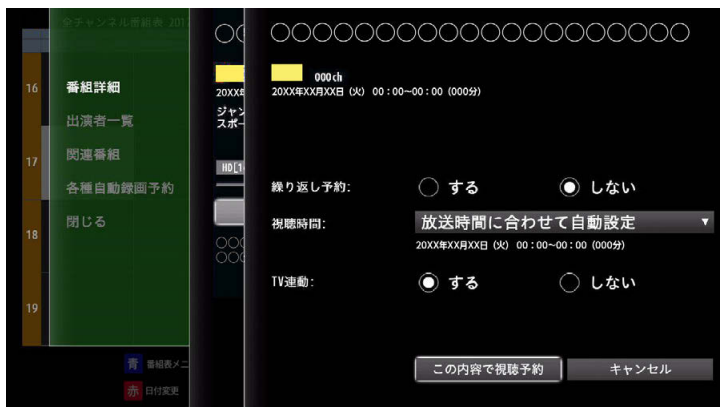 全チャンネル番組表 201
16
17
18
19
番組詳細
出演者一覧
関連番組
各種自動録画予約
閉じる
青 番組表メニ
赤 日付変更
○○
20XX年
ジャン
スポー
HD[1
○○○
○○○
○○○○○○○○○○○○○○○○○○○○
000ch
20XX年XX月XX日（火） 00：00~00：00（000分）
繰り返し予約： する しない
視聴時間： 放送時間に合わせて自動設定 ▼
20XX年XX月XX日（火） 00：00~00：00（000分）
TV連動： する しない
この内容で視聴予約 キャンセル